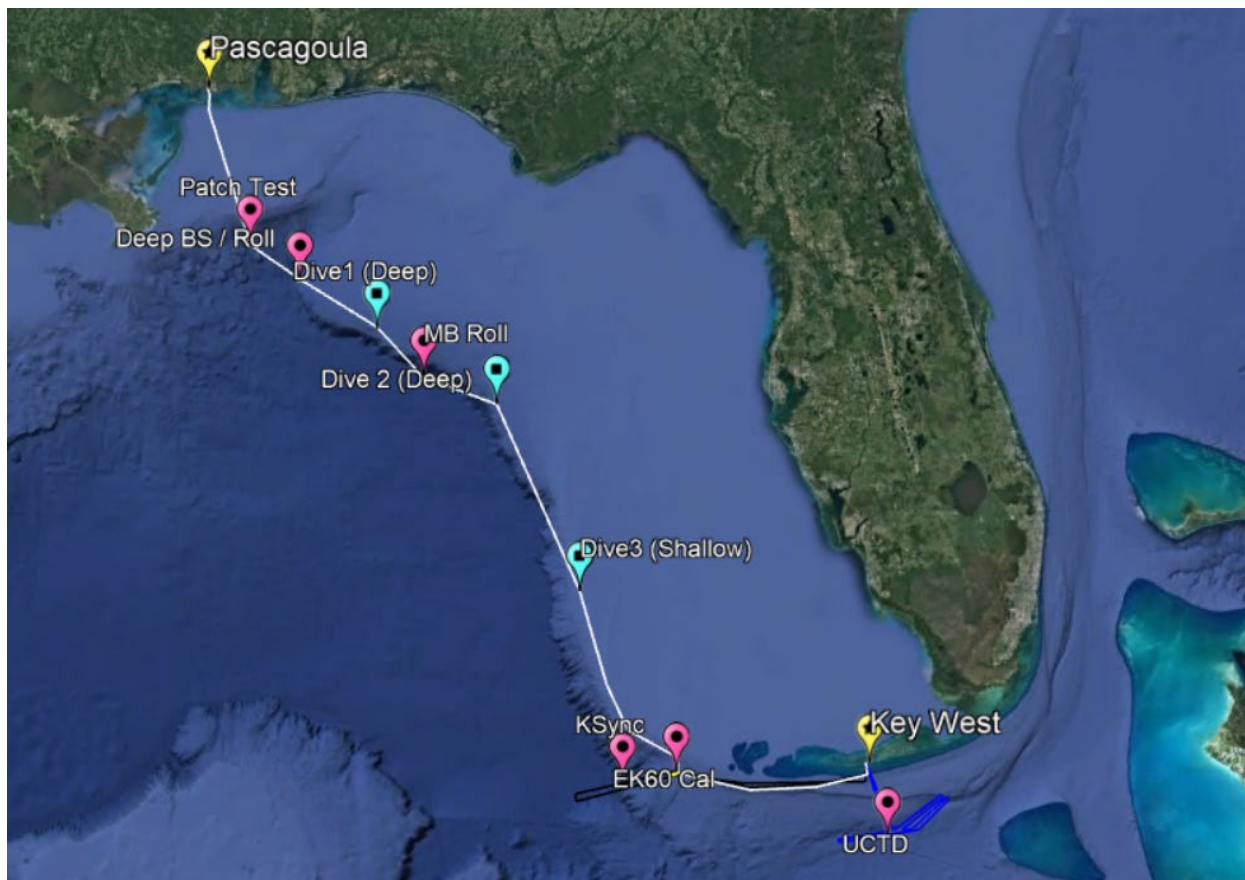 Pascagoula
Patch Test
Deep BS / Roll
Dive1 (Deep)
MB Roll
Dive 2 (Deep)
Dive3 (Shallow)
KSync
Key West
EK60 Cal
UCTD